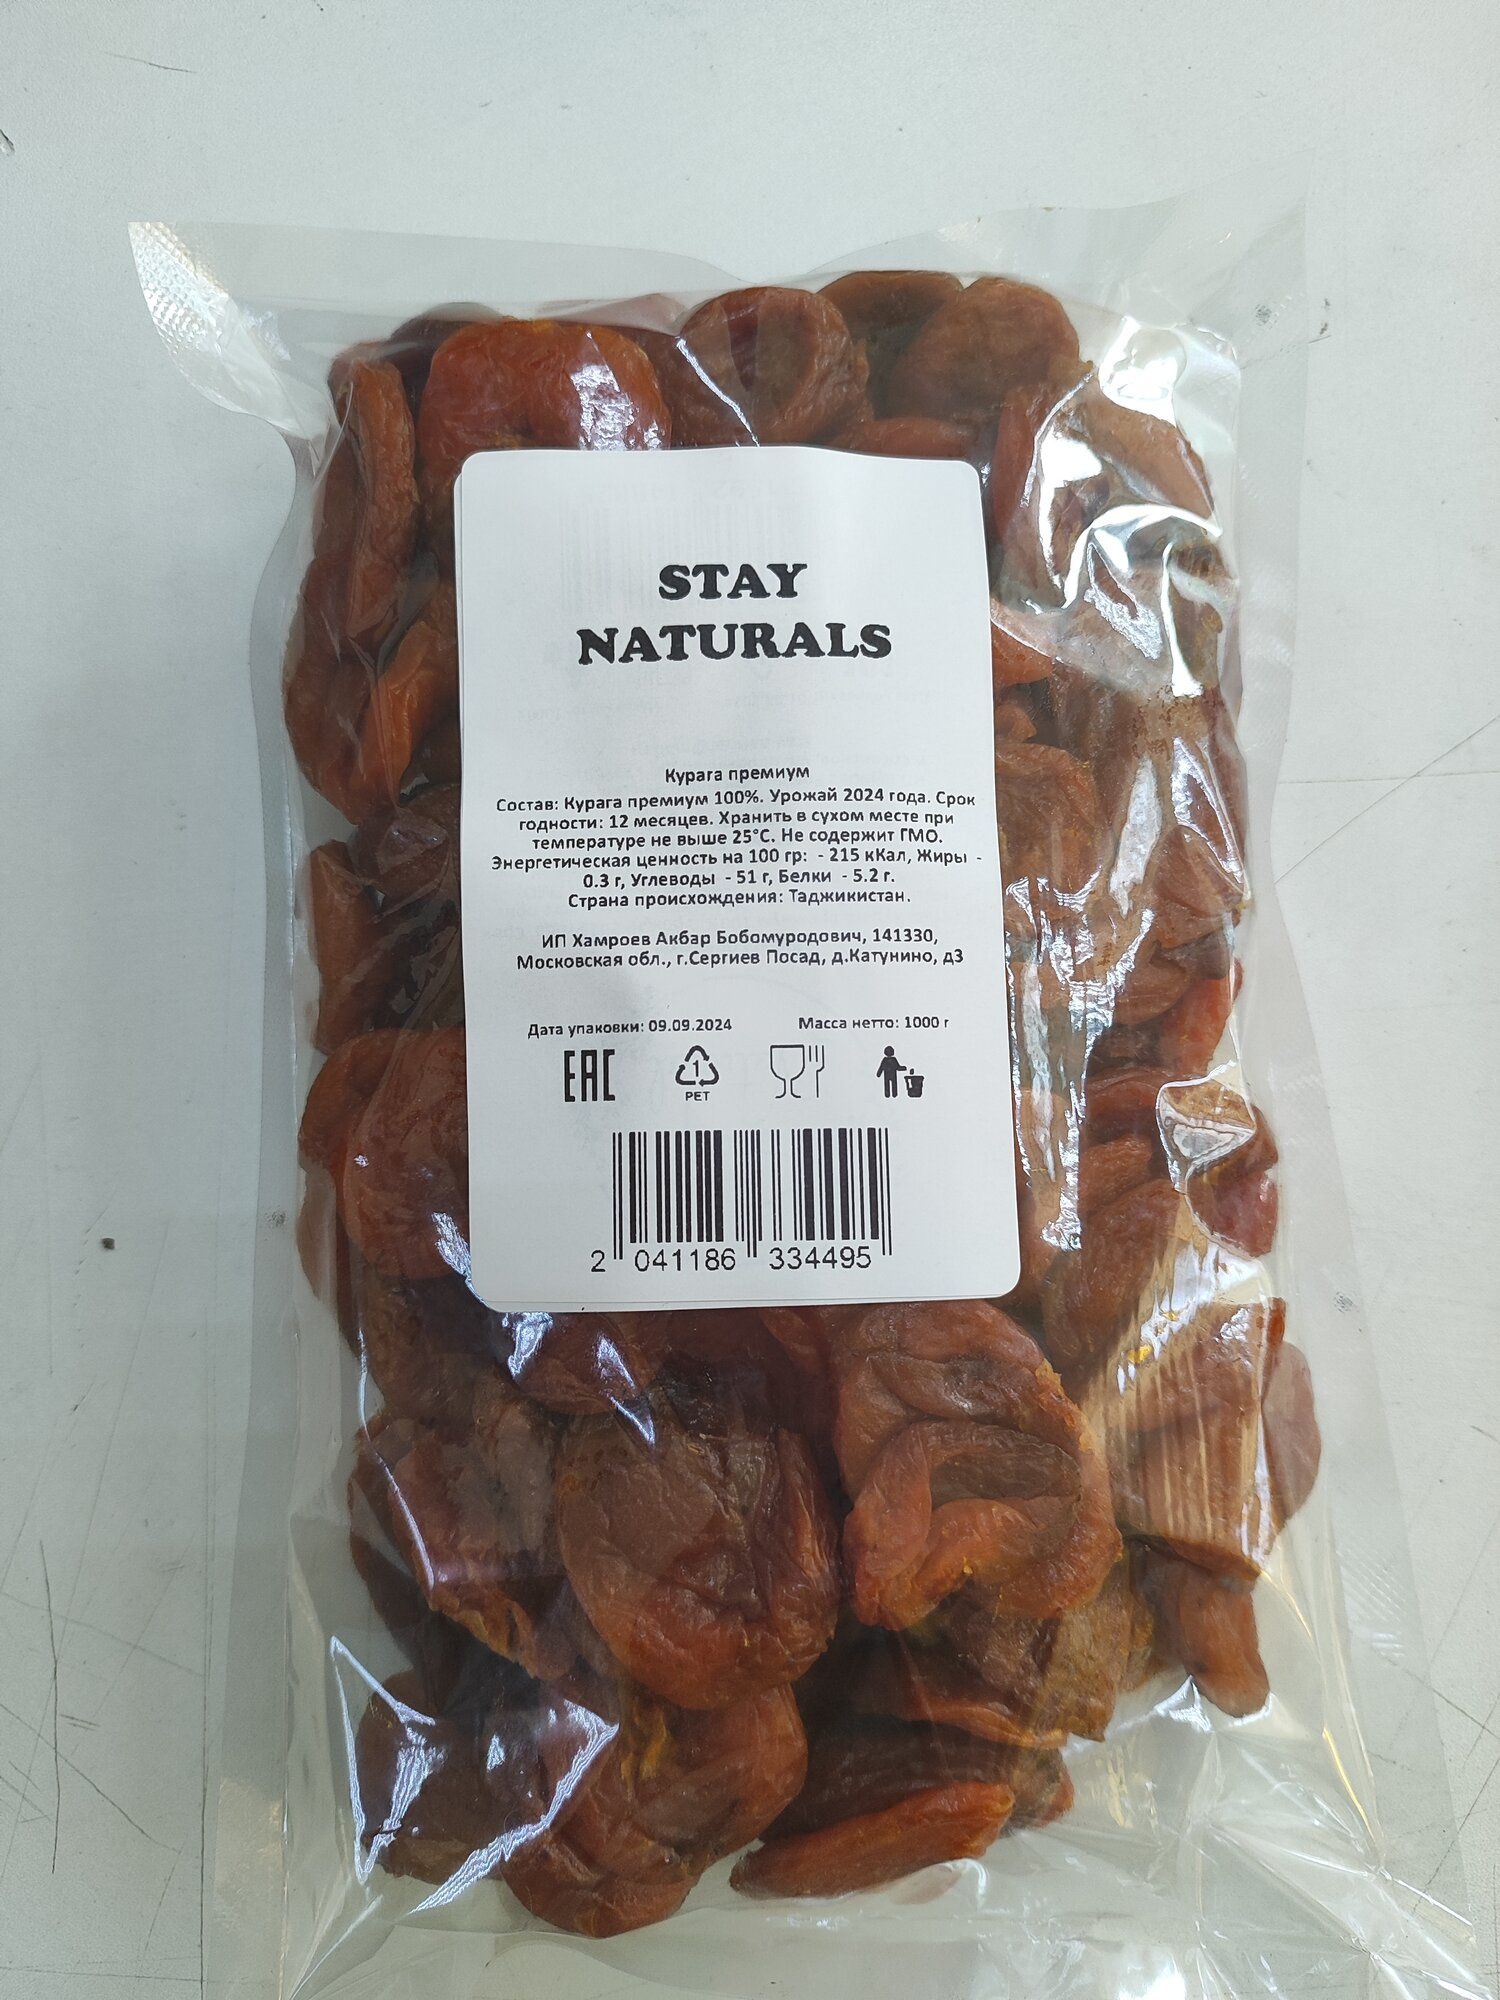 STAY
NATURALS
Курага премиум
Состав: Курага премиум 100%. Урожай 2024 года. Срок
годности: 12 месяцев. Хранить в сухом месте при
температуре не выше 25°С. Не содержит ГМО.
Энергетическая ценность на 100 гр:  - 215 кКал, Жиры  -
0.3 г, Углеводы  - 51 г, Белки  - 5.2 г.
Страна происхождения: Таджикистан.
ИП Хамроев Акбар Бобомуродович, 141330,
Московская обл., г.Сергиев Посад, д.Катунино, д3
Дата упаковки: 09.09.2024 Масса нетто: 1000 г
EAC 1
PET
2 041186 334495